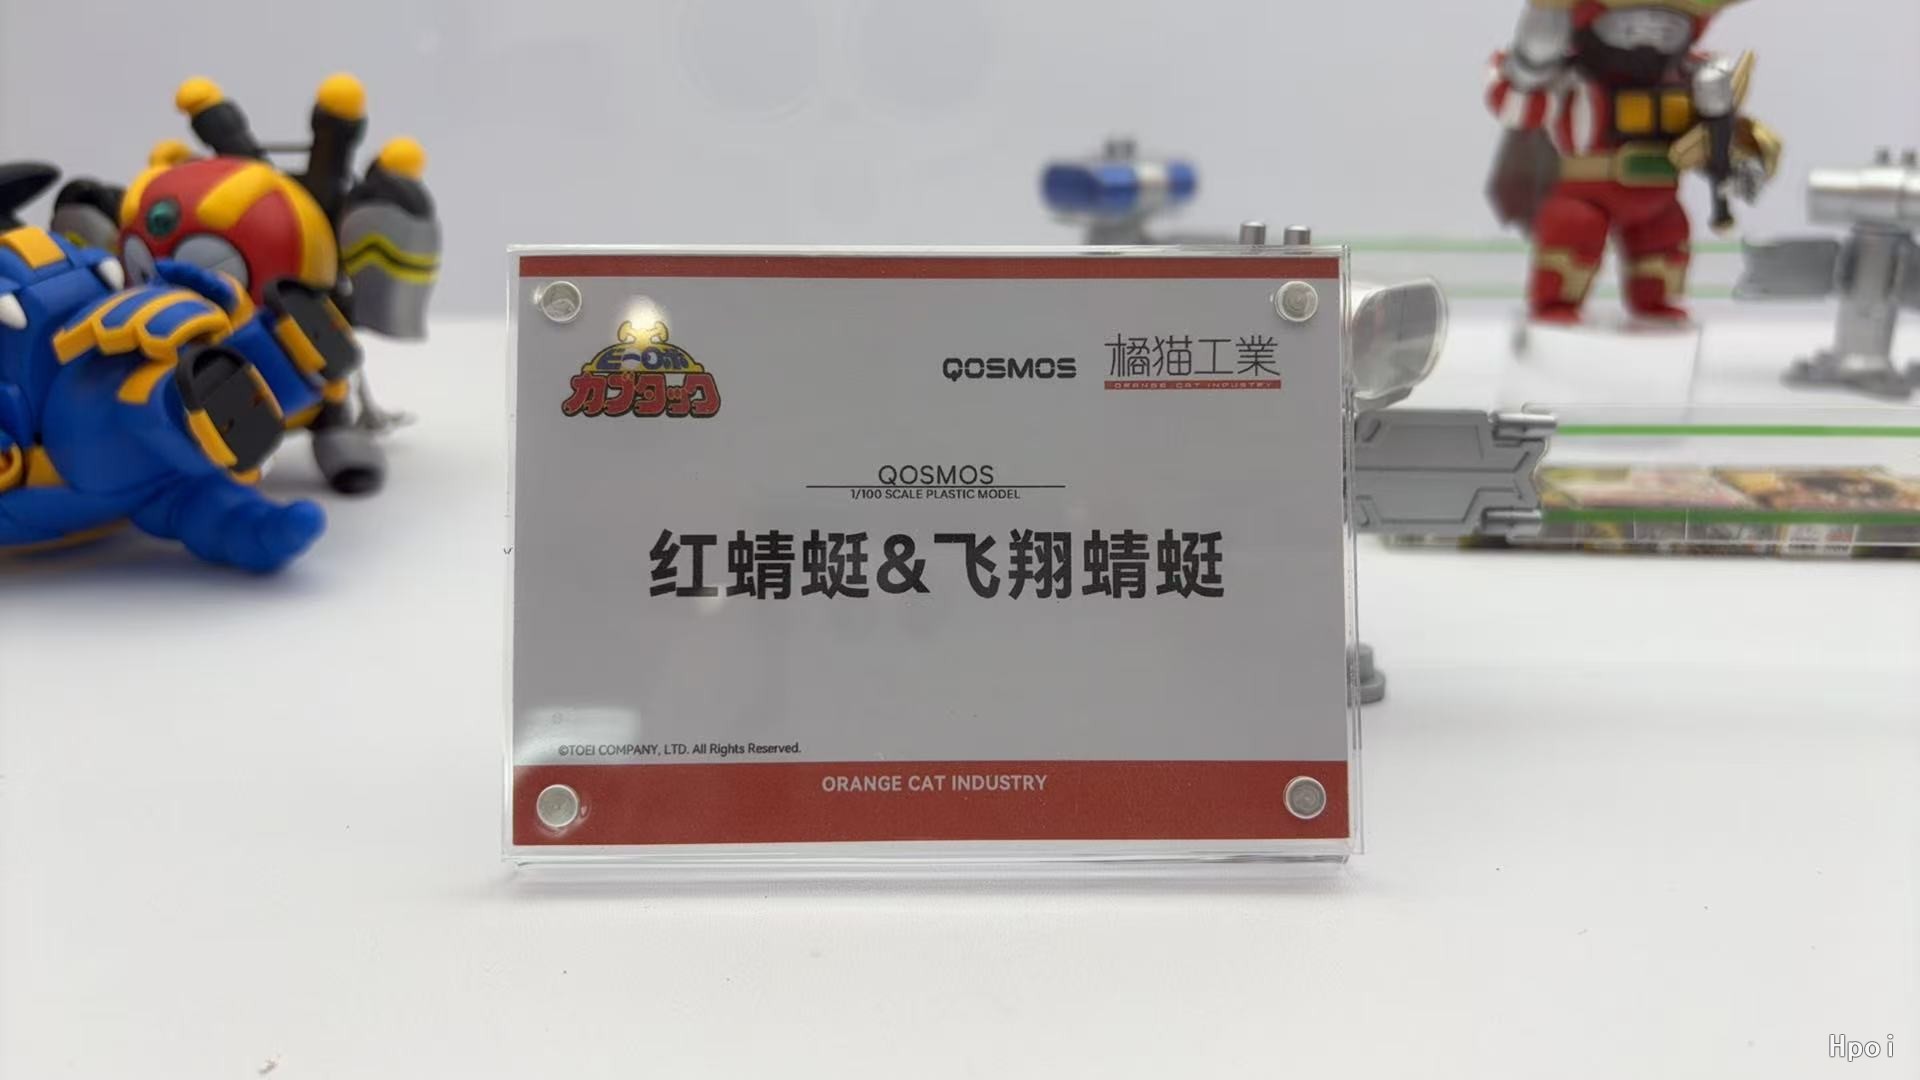 ビーロボ
カブタック
QOSMOS
橘猫工業
ORANGE CAT INDUSTRY
QOSMOS
1/100 SCALE PLASTIC MODEL
红蜻蜓&飞翔蜻蜓
©TOEI COMPANY, LTD. All Rights Reserved.
ORANGE CAT INDUSTRY
Hpoi